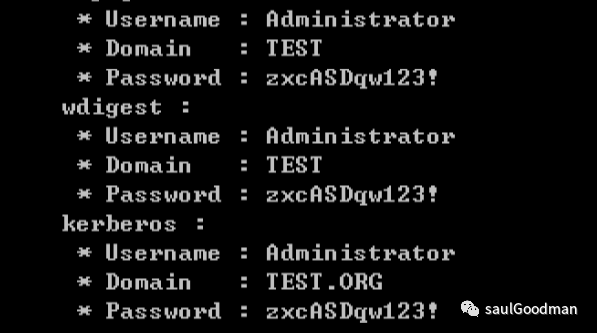 * Username : Administrator
* Domain : TEST
* Password : zxcASDqw123!
wdigest :
* Username : Administrator
* Domain : TEST
* Password : zxcASDqw123!
kerberos :
* Username : Administrator
* Domain : TEST.ORG
* Password : zxcASDqw123!
saulGoodman